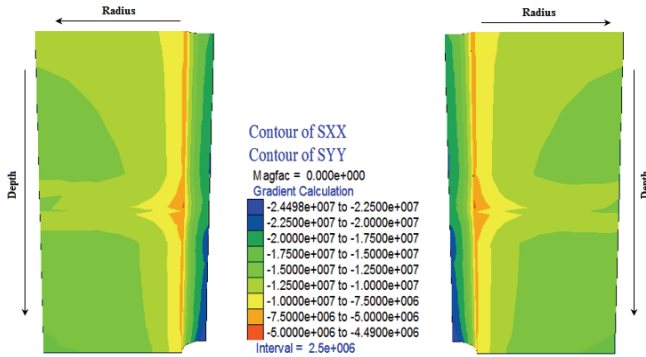 Radius
Radius
Depth
Depth
Contour of SXX
Contour of SYY
Magfac = 0.000e+000
Gradient Calculation
-2.4498e+007 to -2.2500e+007
-2.2500e+007 to -2.0000e+007
-2.0000e+007 to -1.7500e+007
-1.7500e+007 to -1.5000e+007
-1.5000e+007 to -1.2500e+007
-1.2500e+007 to -1.0000e+007
-1.0000e+007 to -7.5000e+006
-7.5000e+006 to -5.0000e+006
-5.0000e+006 to -4.4900e+006
Interval = 2.5e+006